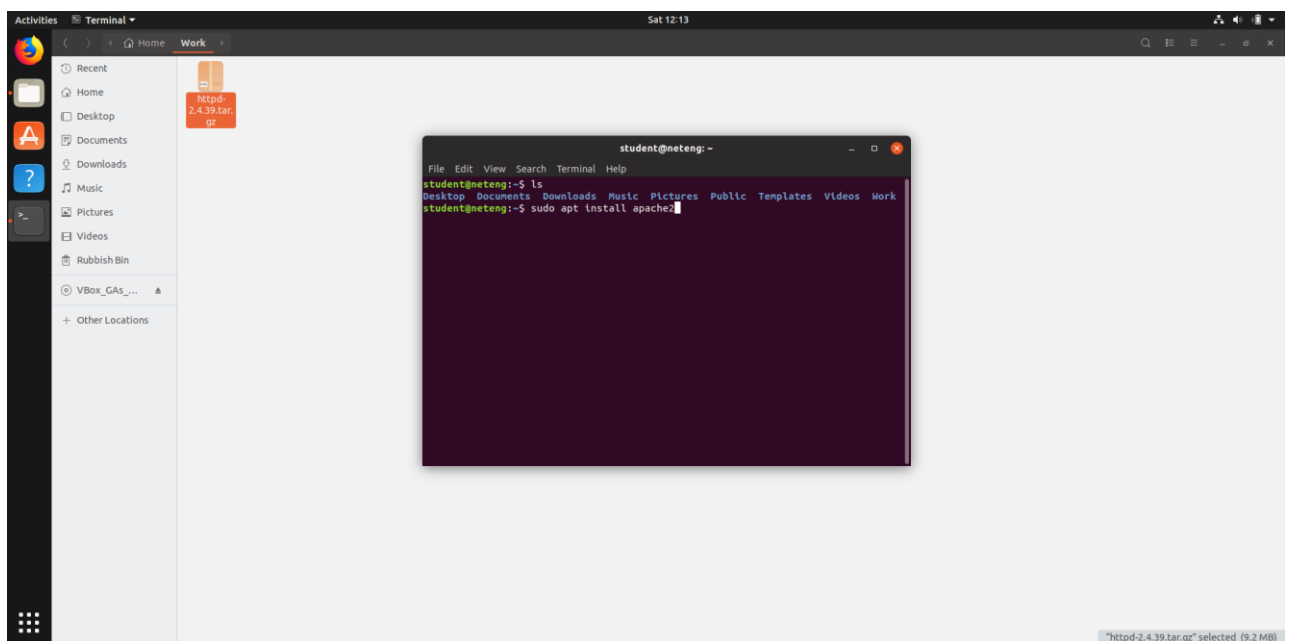 Activities Terminal Sat 12:13
Home Work
Recent
Home
Desktop
Documents
Downloads
Music
Pictures
Videos
Rubbish Bin
VBox_GAs_...
+ Other Locations
httpd-
2.4.39.tar.
gz
student@neteng: ~
File Edit View Search Terminal Help
student@neteng:~$ ls
Desktop Documents Downloads Music Pictures Public Templates Videos Work
student@neteng:~$ sudo apt install apache2
"httpd-2.4.39.tar.gz" selected (9.2 MB)